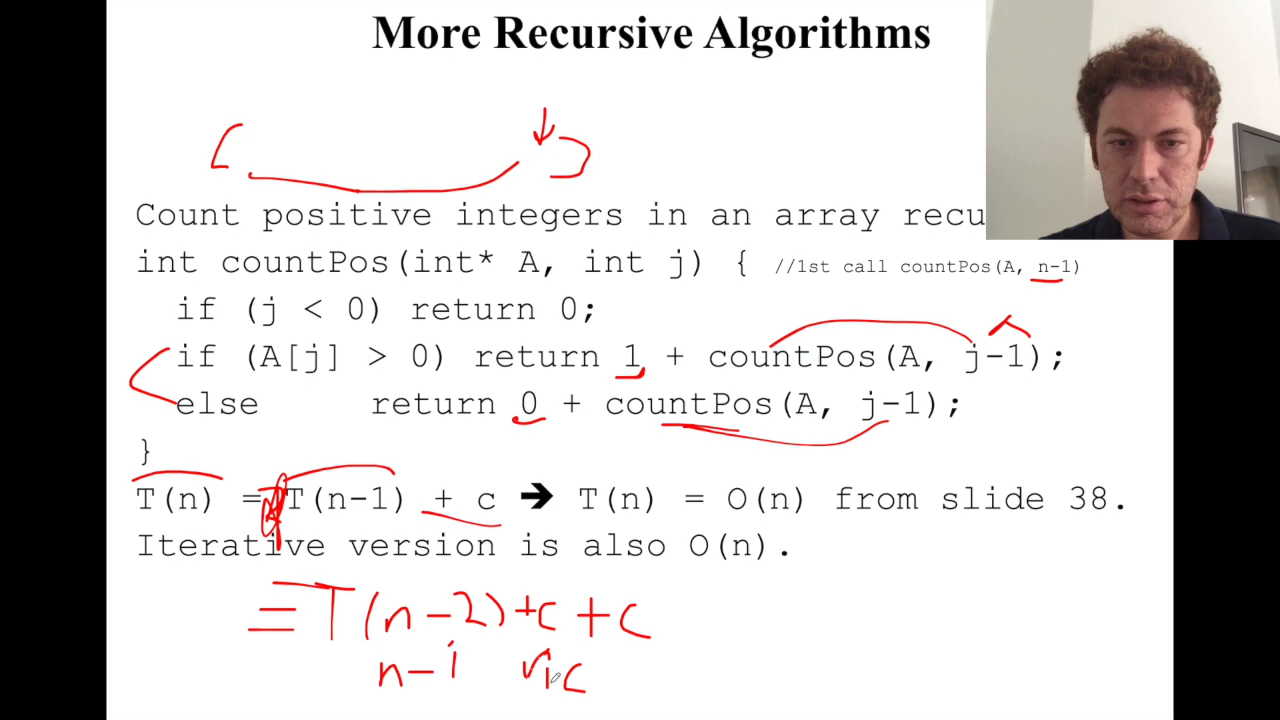 More Recursive Algorithms
Count positive integers in an array
int countPos(int* A, int j) { //1st call countPos(A, n-1)
if (j < 0) return 0;
if (A[j] > 0) return 1 + countPos(A, j-1);
else return 0 + countPos(A, j-1);
}
T(n) = T(n-1) + c → T(n) = O(n) from slide 38.
Iterative version is also O(n).
= T(n-2) + c + c
n-i